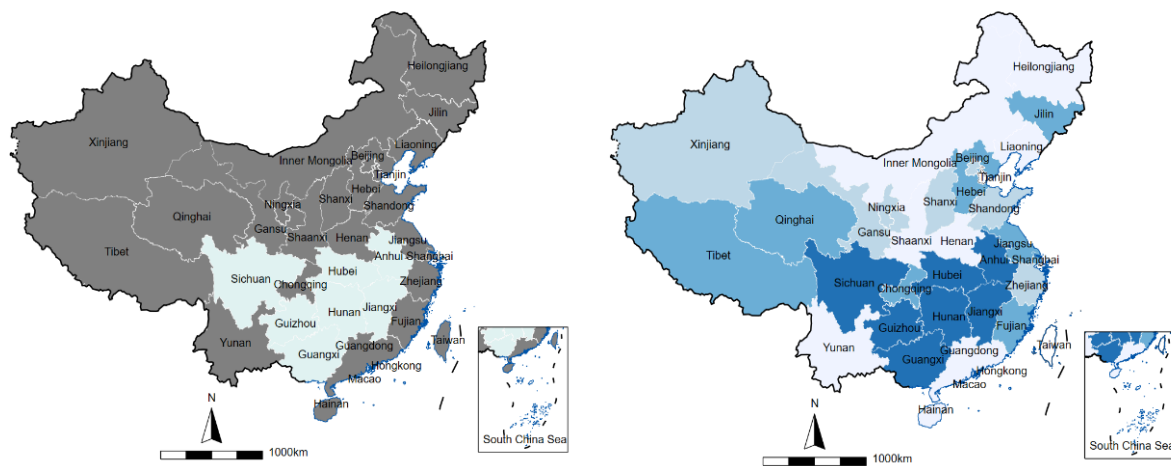 Heilongjiang
Jilin
Liaoning
Xinjiang
Inner Mongolia
Beijing
Tianjin
Hebei
Shanxi
Shandong
Ningxia
Qinghai
Gansu
Shaanxi
Henan
Jiangsu
Tibet
Anhui
Shanghai
Hubei
Sichuan
Chongqing
Zhejiang
Jiangxi
Hunan
Guizhou
Fujian
Yunan
Guangdong
Taiwan
Guangxi
Hongkong
Macao
Hainan
N
South China Sea
1000km
Heilongjiang
Jilin
Liaoning
Xinjiang
Inner Mongolia
Beijing
Tianjin
Hebei
Shanxi
Shandong
Ningxia
Qinghai
Gansu
Shaanxi
Henan
Jiangsu
Tibet
Anhui
Shanghai
Hubei
Sichuan
Chongqing
Zhejiang
Jiangxi
Hunan
Guizhou
Fujian
Yunan
Guangdong
Taiwan
Guangxi
Hongkong
Macao
Hainan
N
South China Sea
1000km